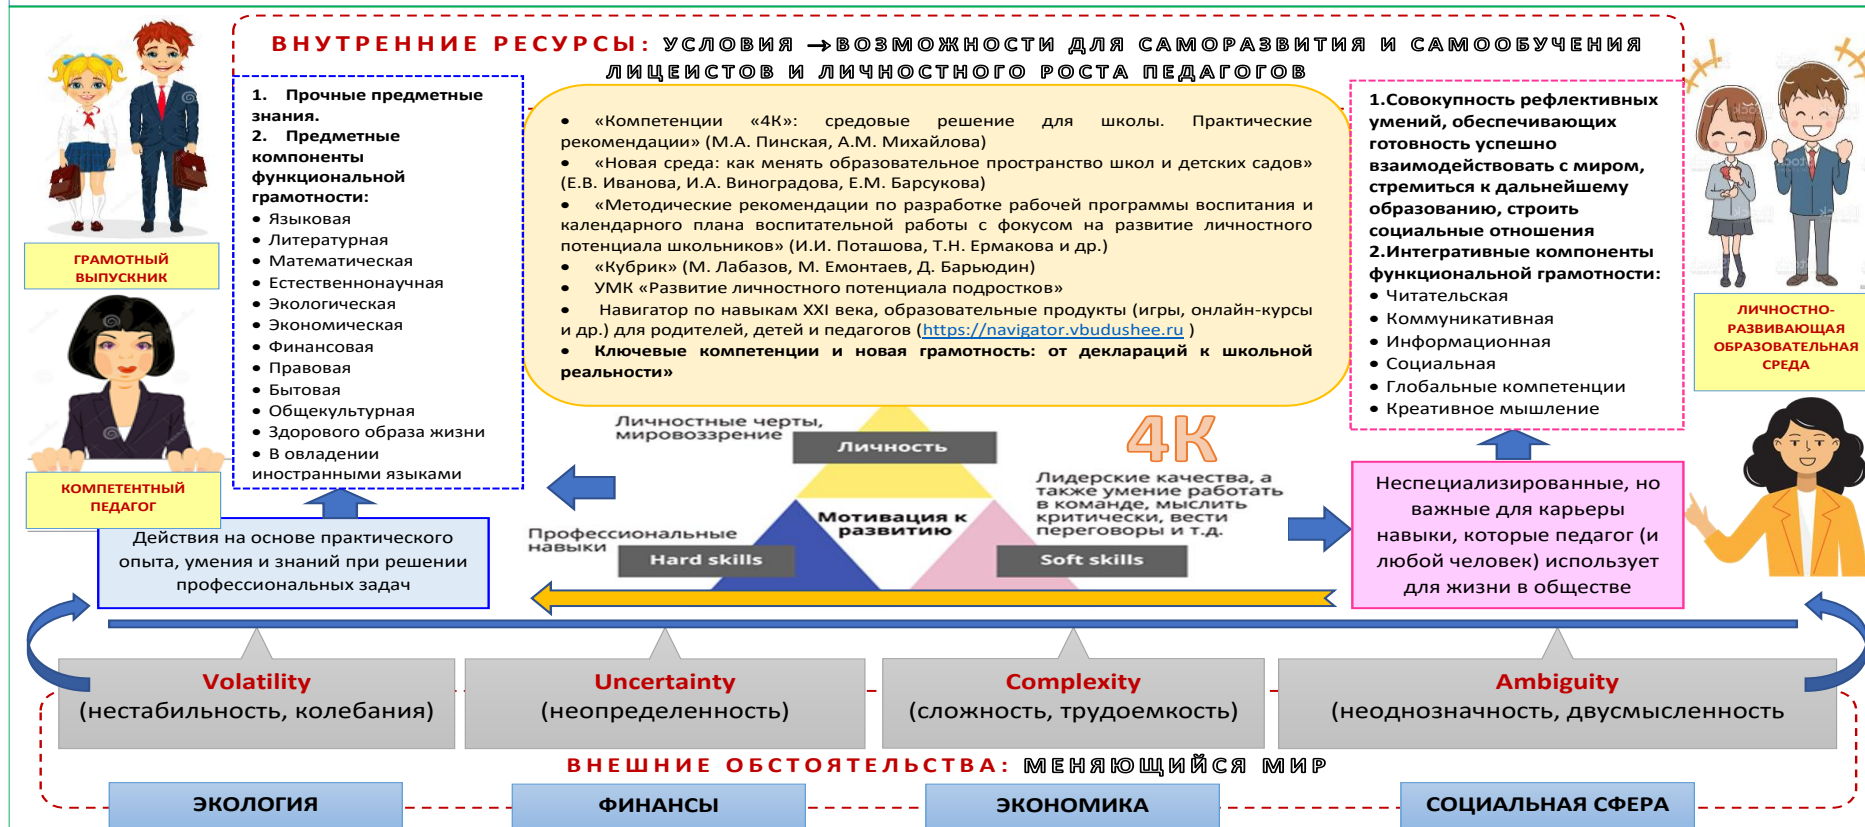 ВНУТРЕННИЕ РЕСУРСЫ: УСЛОВИЯ →ВОЗМОЖНОСТИ ДЛЯ САМОРАЗВИТИЯ И САМООБУЧЕНИЯ
ЛИЦЕИСТОВ И ЛИЧНОСТНОГО РОСТА ПЕДАГОГОВ
ГРАМОТНЫЙ
ВЫПУСКНИК
КОМПЕТЕНТНЫЙ
ПЕДАГОГ
1. Прочные предметные
знания.
2. Предметные
компоненты
функциональной
грамотности:
• Языковая
• Литературная
• Математическая
• Естественнонаучная
• Экологическая
• Экономическая
• Финансовая
• Правовая
• Бытовая
• Общекультурная
• Здорового образа жизни
• В овладении
иностранными языками
• «Компетенции «4К»: средовые решение для школы. Практические
рекомендации» (М.А. Пинская, А.М. Михайлова)
• «Новая среда: как менять образовательное пространство школ и детских садов»
(Е.В. Иванова, И.А. Виноградова, Е.М. Барсукова)
• «Методические рекомендации по разработке рабочей программы воспитания и
календарного плана воспитательной работы с фокусом на развитие личностного
потенциала школьников» (И.И. Поташова, Т.Н. Ермакова и др.)
• «Кубрик» (М. Лабазов, М. Емонтаев, Д. Барьюдин)
• УМК «Развитие личностного потенциала подростков»
• Навигатор по навыкам XXI века, образовательные продукты (игры, онлайн-курсы
и др.) для родителей, детей и педагогов (https://navigator.vbudushee.ru )
• Ключевые компетенции и новая грамотность: от деклараций к школьной
реальности»
1.Совокупность рефлективных
умений, обеспечивающих
готовность успешно
взаимодействовать с миром,
стремиться к дальнейшему
образованию, строить
социальные отношения
2.Интегративные компоненты
функциональной грамотности:
• Читательская
• Коммуникативная
• Информационная
• Социальная
• Глобальные компетенции
• Креативное мышление
ЛИЧНОСТНО-
РАЗВИВАЮЩАЯ
ОБРАЗОВАТЕЛЬНАЯ
СРЕДА
Личностные черты,
мировоззрение
Личность
4К
Лидерские качества, а
также умение работать
в команде, мыслить
критически, вести
переговоры и т.д.
Мотивация к
развитию
Профессиональные
навыки
Hard skills
Soft skills
Действия на основе практического
опыта, умения и знаний при решении
профессиональных задач
Неспециализированные, но
важные для карьеры
навыки, которые педагог (и
любой человек) использует
для жизни в обществе
Volatility
(нестабильность, колебания)
Uncertainty
(неопределенность)
Complexity
(сложность, трудоемкость)
Ambiguity
(неоднозначность, двусмысленность
ВНЕШНИЕ ОБСТОЯТЕЛЬСТВА: МЕНЯЮЩИЙСЯ МИР
ЭКОЛОГИЯ
ФИНАНСЫ
ЭКОНОМИКА
СОЦИАЛЬНАЯ СФЕРА